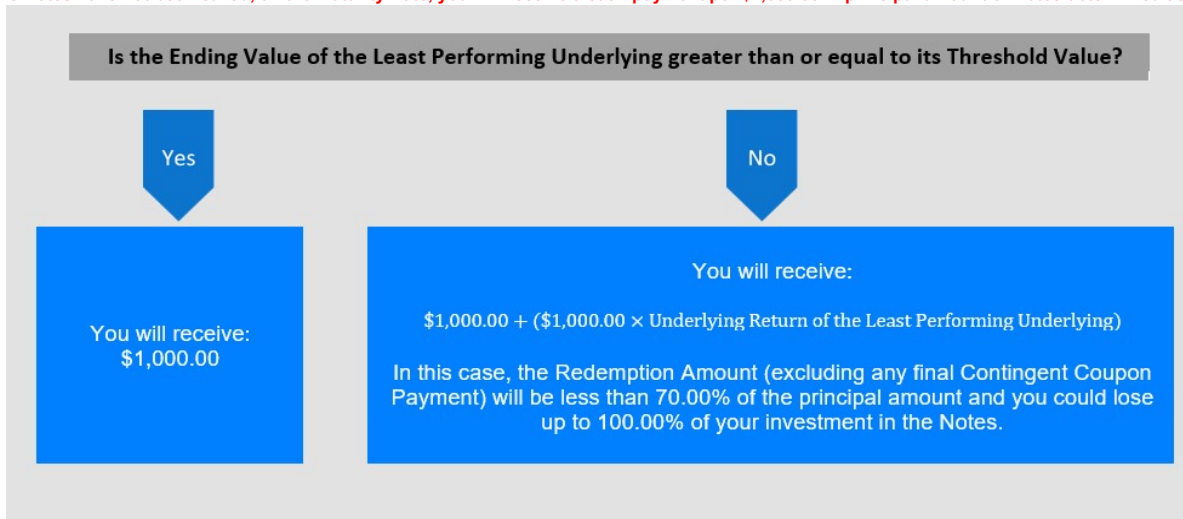 Is the Ending Value of the Least Performing Underlying greater than or equal to its Threshold Value?
Yes
No
You will receive:
$1,000.00
You will receive:
$1,000.00 + ($1,000.00 × Underlying Return of the Least Performing Underlying)
In this case, the Redemption Amount (excluding any final Contingent Coupon
Payment) will be less than 70.00% of the principal amount and you could lose
up to 100.00% of your investment in the Notes.